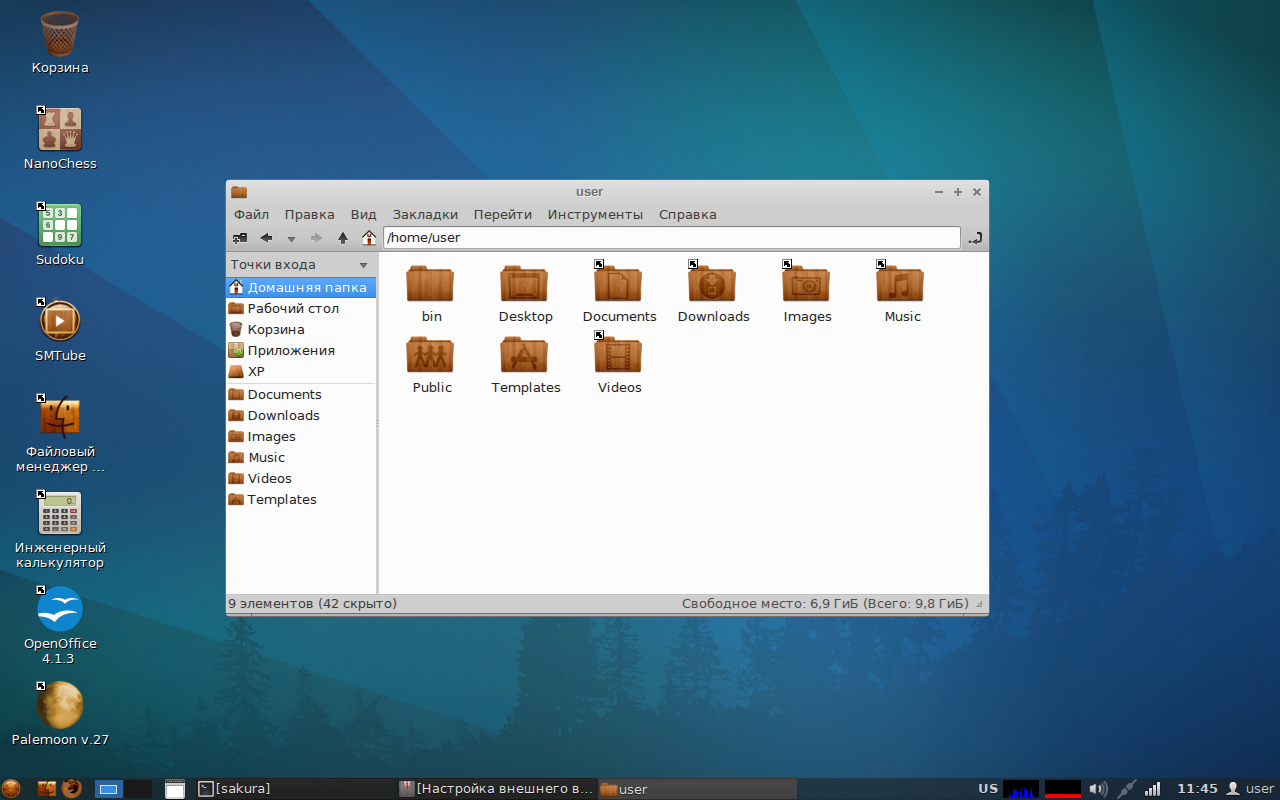 Корзина
NanoChess
Sudoku
SMTube
Файловый
менеджер ...
Инженерный
калькулятор
OpenOffice
4.1.3
Palemoon v.27
user
Файл Правка Вид Закладки Перейти Инструменты Справка
/home/user
Точки входа
Домашняя папка
Рабочий стол
Корзина
Приложения
XP
Documents
Downloads
Images
Music
Videos
Templates
bin Desktop Documents Downloads Images Music
Public Templates Videos
9 элементов (42 скрыто) Свободное место: 6,9 ГиБ (Всего: 9,8 ГиБ)
[sakura] [Настройка внешнего в... user US 11:45 user